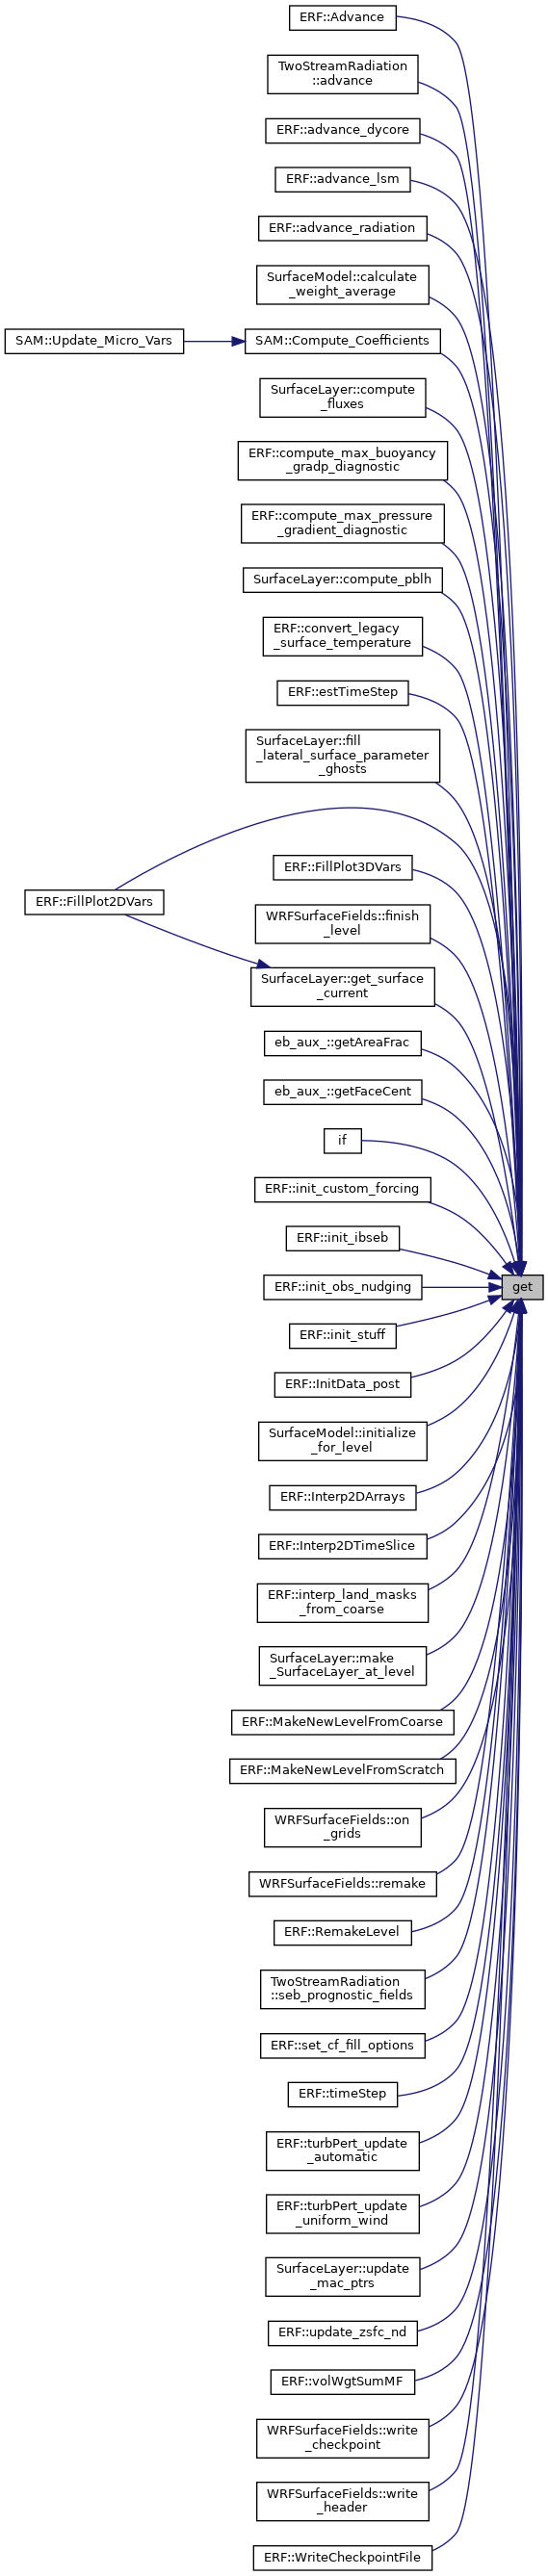 ERF::Advance
TwoStreamRadiation
::advance
ERF::advance_dycore
ERF::advance_lsm
ERF::advance_radiation
SurfaceModel::calculate
_weight_average
SAM::Update_Micro_Vars
SAM::Compute_Coefficients
SurfaceLayer::compute
_fluxes
ERF::compute_max_buoyancy
_gradp_diagnostic
ERF::compute_max_pressure
_gradient_diagnostic
SurfaceLayer::compute_pblh
ERF::convert_legacy
_surface_temperature
ERF::estTimeStep
SurfaceLayer::fill
_lateral_surface_parameter
_ghosts
ERF::FillPlot3DVars
ERF::FillPlot2DVars
WRFSurfaceFields::finish
_level
SurfaceLayer::get_surface
_current
eb_aux_::getAreaFrac
eb_aux_::getFaceCent
if
ERF::init_custom_forcing
ERF::init_ibseb
ERF::init_obs_nudging
get
ERF::init_stuff
ERF::InitData_post
SurfaceModel::initialize
_for_level
ERF::Interp2DArrays
ERF::Interp2DTimeSlice
ERF::interp_land_masks
_from_coarse
SurfaceLayer::make
_SurfaceLayer_at_level
ERF::MakeNewLevelFromCoarse
ERF::MakeNewLevelFromScratch
WRFSurfaceFields::on
_grids
WRFSurfaceFields::remake
ERF::RemakeLevel
TwoStreamRadiation
::seb_prognostic_fields
ERF::set_cf_fill_options
ERF::timeStep
ERF::turbPert_update
_automatic
ERF::turbPert_update
_uniform_wind
SurfaceLayer::update
_mac_ptrs
ERF::update_zsfc_nd
ERF::volWgtSumMF
WRFSurfaceFields::write
_checkpoint
WRFSurfaceFields::write
_header
ERF::WriteCheckpointFile